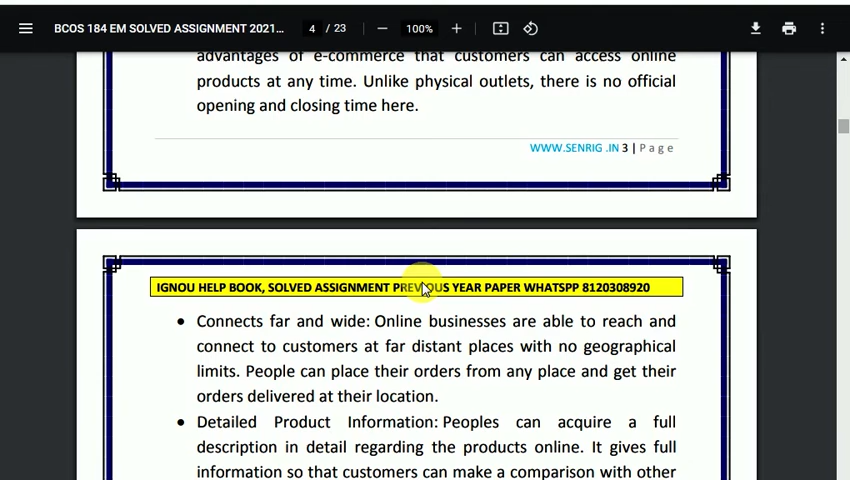 BCOS 184 EM SOLVED ASSIGNMENT 2021...
4 / 23
100%
advantages of e-commerce that customers can access online
products at any time. Unlike physical outlets, there is no official
opening and closing time here.
WWW.SENRIG .IN 3 | P a g e
IGNOU HELP BOOK, SOLVED ASSIGNMENT PREVIOUS YEAR PAPER WHATSPP 8120308920
• Connects far and wide: Online businesses are able to reach and
connect to customers at far distant places with no geographical
limits. People can place their orders from any place and get their
orders delivered at their location.
• Detailed Product Information: Peoples can acquire a full
description in detail regarding the products online. It gives full
information so that customers can make a comparison with other